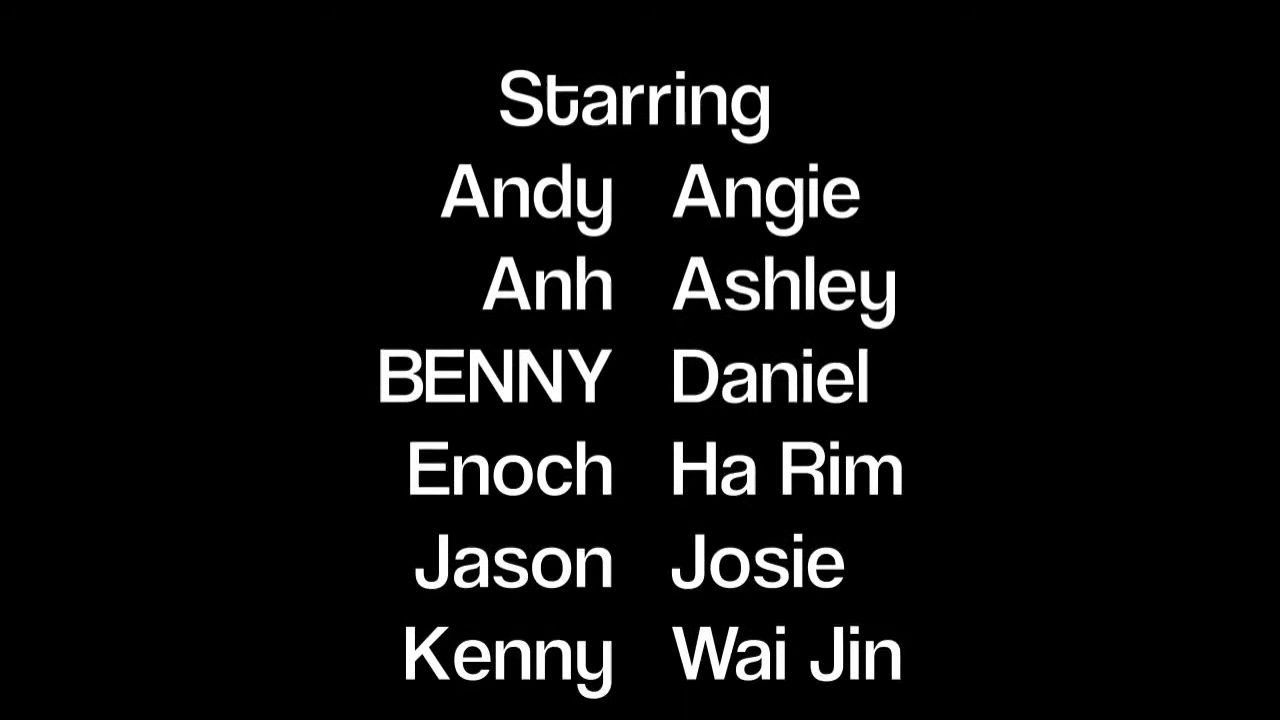 Starring
Andy Angie
Anh Ashley
BENNY Daniel
Enoch Ha Rim
Jason Josie
Kenny Wai Jin